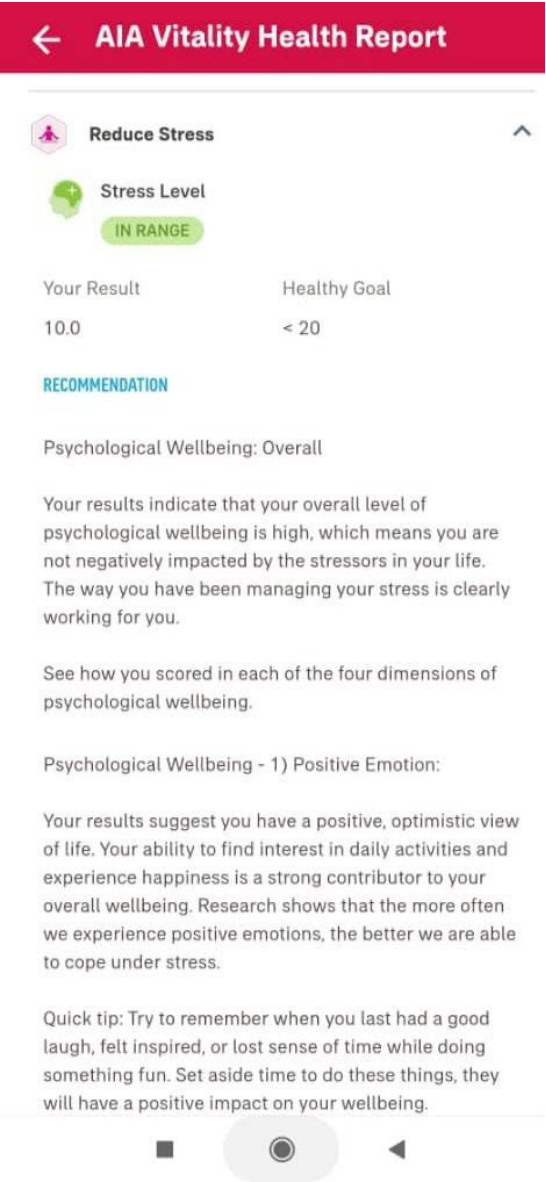 AIA Vitality Health Report
Reduce Stress
Stress Level
IN RANGE
Your Result
Healthy Goal
10.0
< 20
RECOMMENDATION
Psychological Wellbeing: Overall
Your results indicate that your overall level of
psychological wellbeing is high, which means you are
not negatively impacted by the stressors in your life.
The way you have been managing your stress is clearly
working for you.
See how you scored in each of the four dimensions of
psychological wellbeing.
Psychological Wellbeing - 1) Positive Emotion:
Your results suggest you have a positive, optimistic view
of life. Your ability to find interest in daily activities and
experience happiness is a strong contributor to your
overall wellbeing. Research shows that the more often
we experience positive emotions, the better we are able
to cope under stress.
Quick tip: Try to remember when you last had a good
laugh, felt inspired, or lost sense of time while doing
something fun. Set aside time to do these things, they
will have a positive impact on your wellbeing.